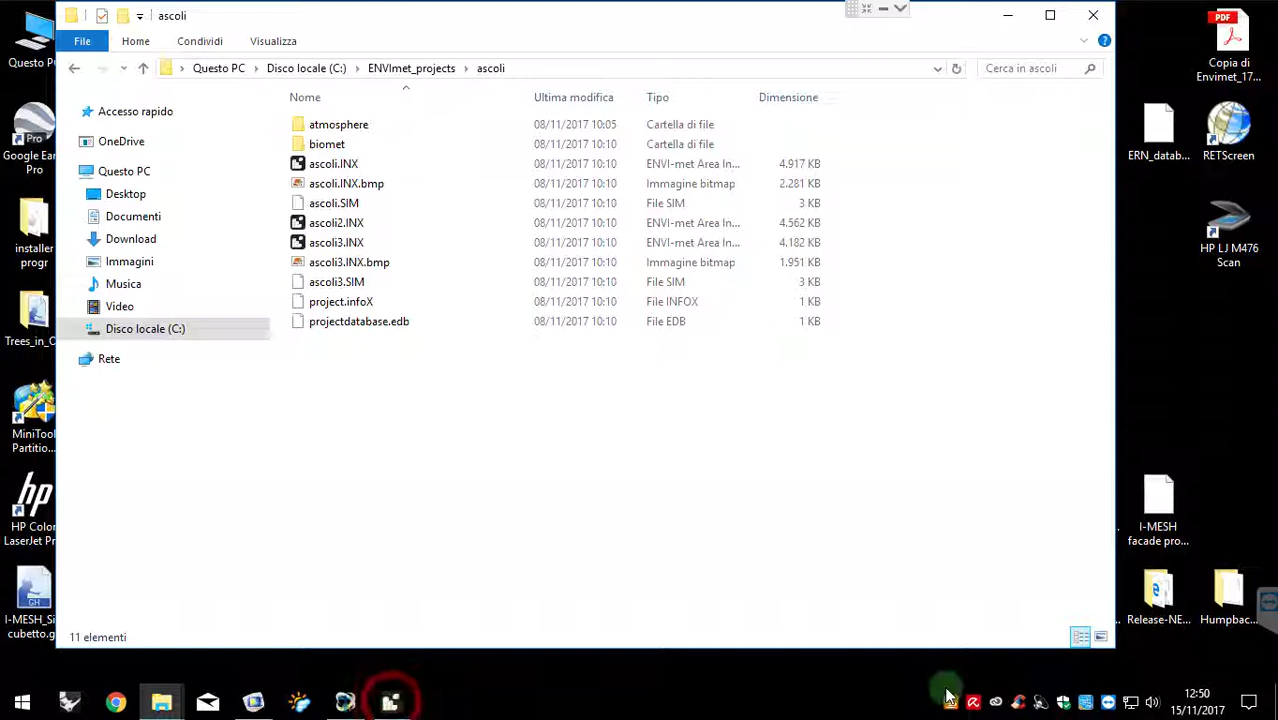 ascoli
File Home Condividi Visualizza
Questo PC > Disco locale (C:) > ENVImet_projects > ascoli
Cerca in ascoli
Nome Ultima modifica Tipo Dimensione
atmosphere 08/11/2017 10:05 Cartella di file
biomet 08/11/2017 10:10 Cartella di file
ascoli.INX 08/11/2017 10:10 ENVI-met Area In... 4.917 KB
ascoli.INX.bmp 08/11/2017 10:10 Immagine bitmap 2.281 KB
ascoli.SIM 08/11/2017 10:10 File SIM 3 KB
ascoli2.INX 08/11/2017 10:10 ENVI-met Area In... 4.562 KB
ascoli3.INX 08/11/2017 10:10 ENVI-met Area In... 4.182 KB
ascoli3.INX.bmp 08/11/2017 10:10 Immagine bitmap 1.951 KB
ascoli3.SIM 08/11/2017 10:10 File SIM 3 KB
project.infoX 08/11/2017 10:10 File INFOX 1 KB
projectdatabase.edb 08/11/2017 10:10 File EDB 1 KB
Accesso rapido
OneDrive
Questo PC
Desktop
Documenti
Download
Immagini
Musica
Video
Disco locale (C:)
Rete
11 elementi
Questo P
Google Ear
Pro
installer
progr
Trees_in_C
MiniTool
Partitio...
HP Color
LaserJet Pro
GH
I-MESH_Si
cubetto.g
PDF
Copia di
Envimet_17...
ERN_datab...
RETScreen
HP LJ M476
Scan
I-MESH
facade pro...
Release-NE...
Humpbac...
12:50
15/11/2017